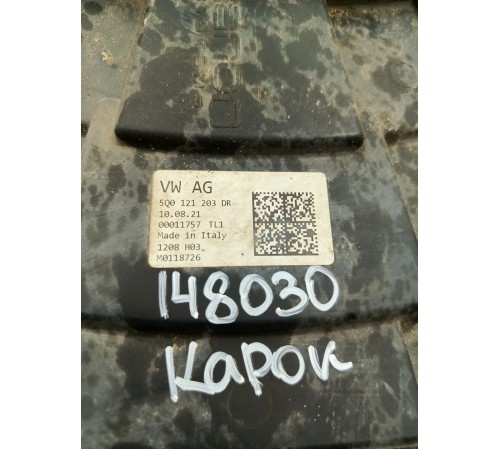 VW AG
5Q0 121 203 DR
10.08.21
00011757 TL1
Made in Italy
1208 H03
M0118726
148030
Карок